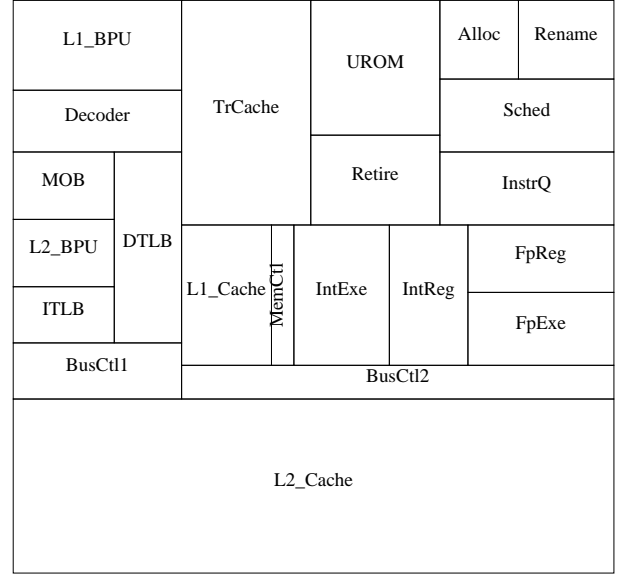 L1_BPU
Alloc
Rename
UROM
TrCache
Decoder
Sched
Retire
MOB
InstrQ
L2_BPU
DTLB
FpReg
L1_Cache
MemCtl
IntExe
IntReg
ITLB
FpExe
BusCtl1
BusCtl2
L2_Cache